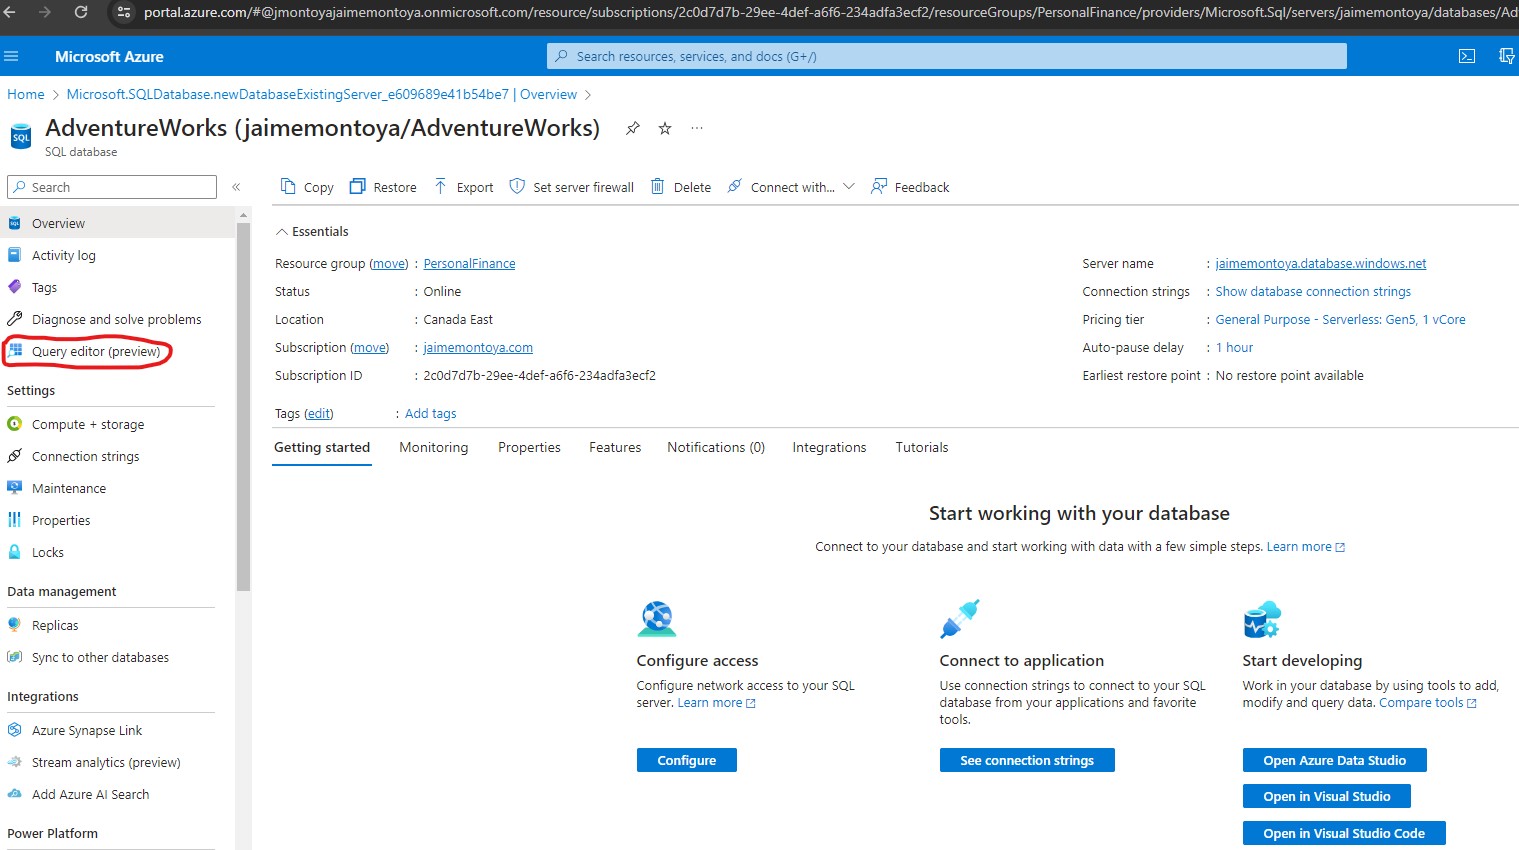 portal.azure.com/#@jmontoyajaimemontoya.onmicrosoft.com/resource/subscriptions/2c0d7d7b-29ee-4def-a6f6-234adfa3ecf2/resourceGroups/PersonalFinance/providers/Microsoft.Sql/servers/jaimemontoya/databases/Ad
Microsoft Azure
Search resources, services, and docs (G+/)
Home > Microsoft.SQLDatabase.newDatabaseExistingServer_e609689e41b54be7 | Overview >
SQL
AdventureWorks (jaimemontoya/AdventureWorks) ...
SQL database
Search «
Copy Restore Export Set server firewall Delete Connect with... Feedback
Overview
Activity log
Tags
Diagnose and solve problems
Query editor (preview)
Settings
Compute + storage
Connection strings
Maintenance
Properties
Locks
Data management
Replicas
Sync to other databases
Integrations
Azure Synapse Link
Stream analytics (preview)
Add Azure AI Search
Power Platform
Essentials
Resource group (move) : PersonalFinance
Status : Online
Location : Canada East
Subscription (move) : jaimemontoya.com
Subscription ID : 2c0d7d7b-29ee-4def-a6f6-234adfa3ecf2
Tags (edit) : Add tags
Server name : jaimemontoya.database.windows.net
Connection strings : Show database connection strings
Pricing tier : General Purpose - Serverless: Gen5, 1 vCore
Auto-pause delay : 1 hour
Earliest restore point : No restore point available
Getting started Monitoring Properties Features Notifications (0) Integrations Tutorials
Start working with your database
Connect to your database and start working with data with a few simple steps. Learn more
Configure access
Configure network access to your SQL
server. Learn more
Configure
Connect to application
Use connection strings to connect to your SQL
database from your applications and favorite
tools.
See connection strings
Start developing
Work in your database by using tools to add,
modify and query data. Compare tools
Open Azure Data Studio
Open in Visual Studio
Open in Visual Studio Code